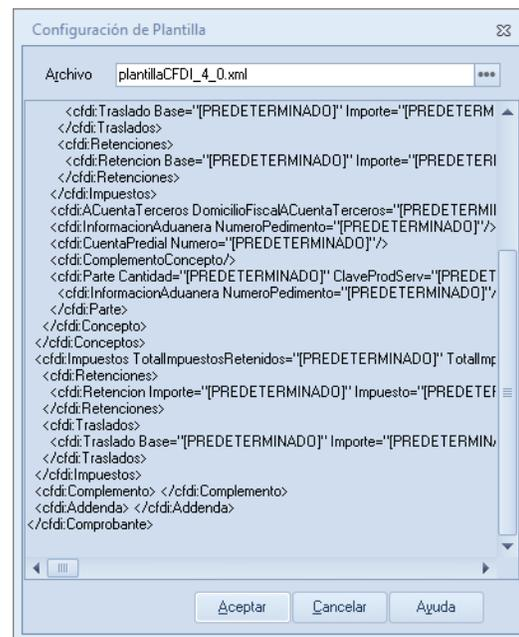 Configuración de Plantilla
Archivo plantillaCFDI_4_0.xml
<cfdi:Traslado Base="[PREDETERMINADO]" Importe="[PREDETERM
</cfdi:Traslados>
<cfdi:Retenciones>
<cfdi:Retencion Base="[PREDETERMINADO]" Importe="[PREDETERI
</cfdi:Retenciones>
</cfdi:Impuestos>
<cfdi:ACuentaTerceros DomicilioFiscalACuentaTerceros="[PREDETERMII
<cfdi:InformacionAduanera NumeroPedimento="[PREDETERMINADO]"/>
<cfdi:CuentaPredial Numero="[PREDETERMINADO]"/>
<cfdi:ComplementoConcepto/>
<cfdi:Parte Cantidad="[PREDETERMINADO]" ClaveProdServ="[PREDET
<cfdi:InformacionAduanera NumeroPedimento="[PREDETERMINADO]"/
</cfdi:Parte>
</cfdi:Concepto>
</cfdi:Conceptos>
<cfdi:Impuestos TotalImpuestosRetenidos="[PREDETERMINADO]" TotalImp
<cfdi:Retenciones>
<cfdi:Retencion Importe="[PREDETERMINADO]" Impuesto="[PREDETEF
</cfdi:Retenciones>
<cfdi:Traslados>
<cfdi:Traslado Base="[PREDETERMINADO]" Importe="[PREDETERMIN
</cfdi:Traslados>
</cfdi:Impuestos>
<cfdi:Complemento> </cfdi:Complemento>
<cfdi:Addenda> </cfdi:Addenda>
</cfdi:Comprobante>
Aceptar Cancelar Ayuda